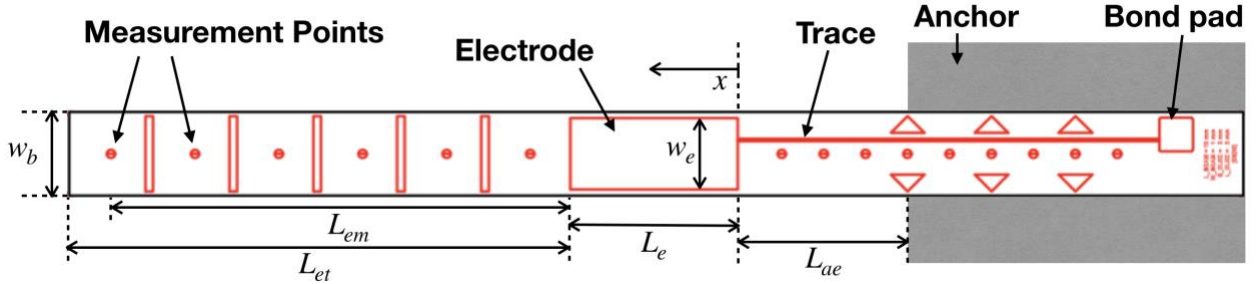 Measurement Points
Electrode
x
Trace
Anchor
Bond pad
w_b
w_e
L_em
L_et
L_e
L_ae